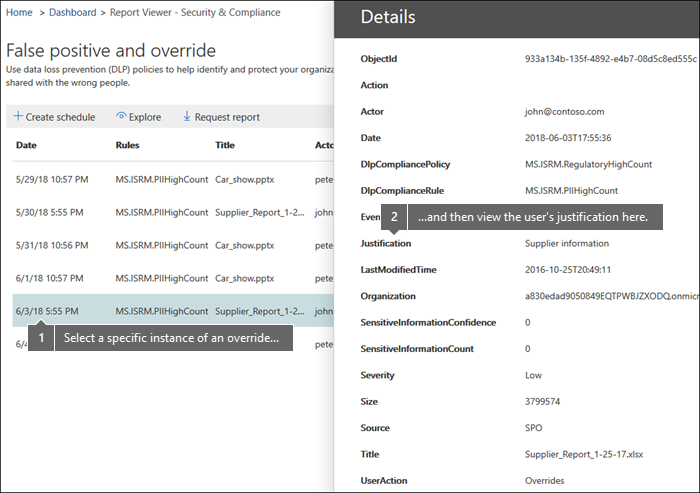 Home > Dashboard > Report Viewer - Security & Compliance
False positive and override
Use data loss prevention (DLP) policies to help identify and protect your organiza
shared with the wrong people.
Create schedule Explore Request report
Date Rules Title Acto
5/29/18 10:57 PM MS.ISRM.PIIHighCount Car_show.pptx pete
5/30/18 5:55 PM MS.ISRM.PIIHighCount Supplier_Report_1-2... john
5/31/18 10:56 PM MS.ISRM.PIIHighCount Car_show.pptx pete
6/1/18 10:57 PM MS.ISRM.PIIHighCount Car_show.pptx pete
6/3/18 5:55 PM MS.ISRM.PIIHighCount Supplier_Report_1-2... john
1 Select a specific instance of an override...
6/4 pete
Details
ObjectId 933a134b-135f-4892-e4b7-08d5c8ed555c
Action
Actor john@contoso.com
Date 2018-06-03T17:55:36
DlpCompliancePolicy MS.ISRM.RegulatoryHighCount
DlpComplianceRule MS.ISRM.PIIHighCount
Even
2 ...and then view the user's justification here.
Justification Supplier information
LastModifiedTime 2016-10-25T20:49:11
Organization a830edad9050849EQTPWBJZXODQ.onmicr
SensitiveInformationConfidence 0
SensitiveInformationCount 0
Severity Low
Size 3799574
Source SPO
Title Supplier_Report_1-25-17.xlsx
UserAction Overrides